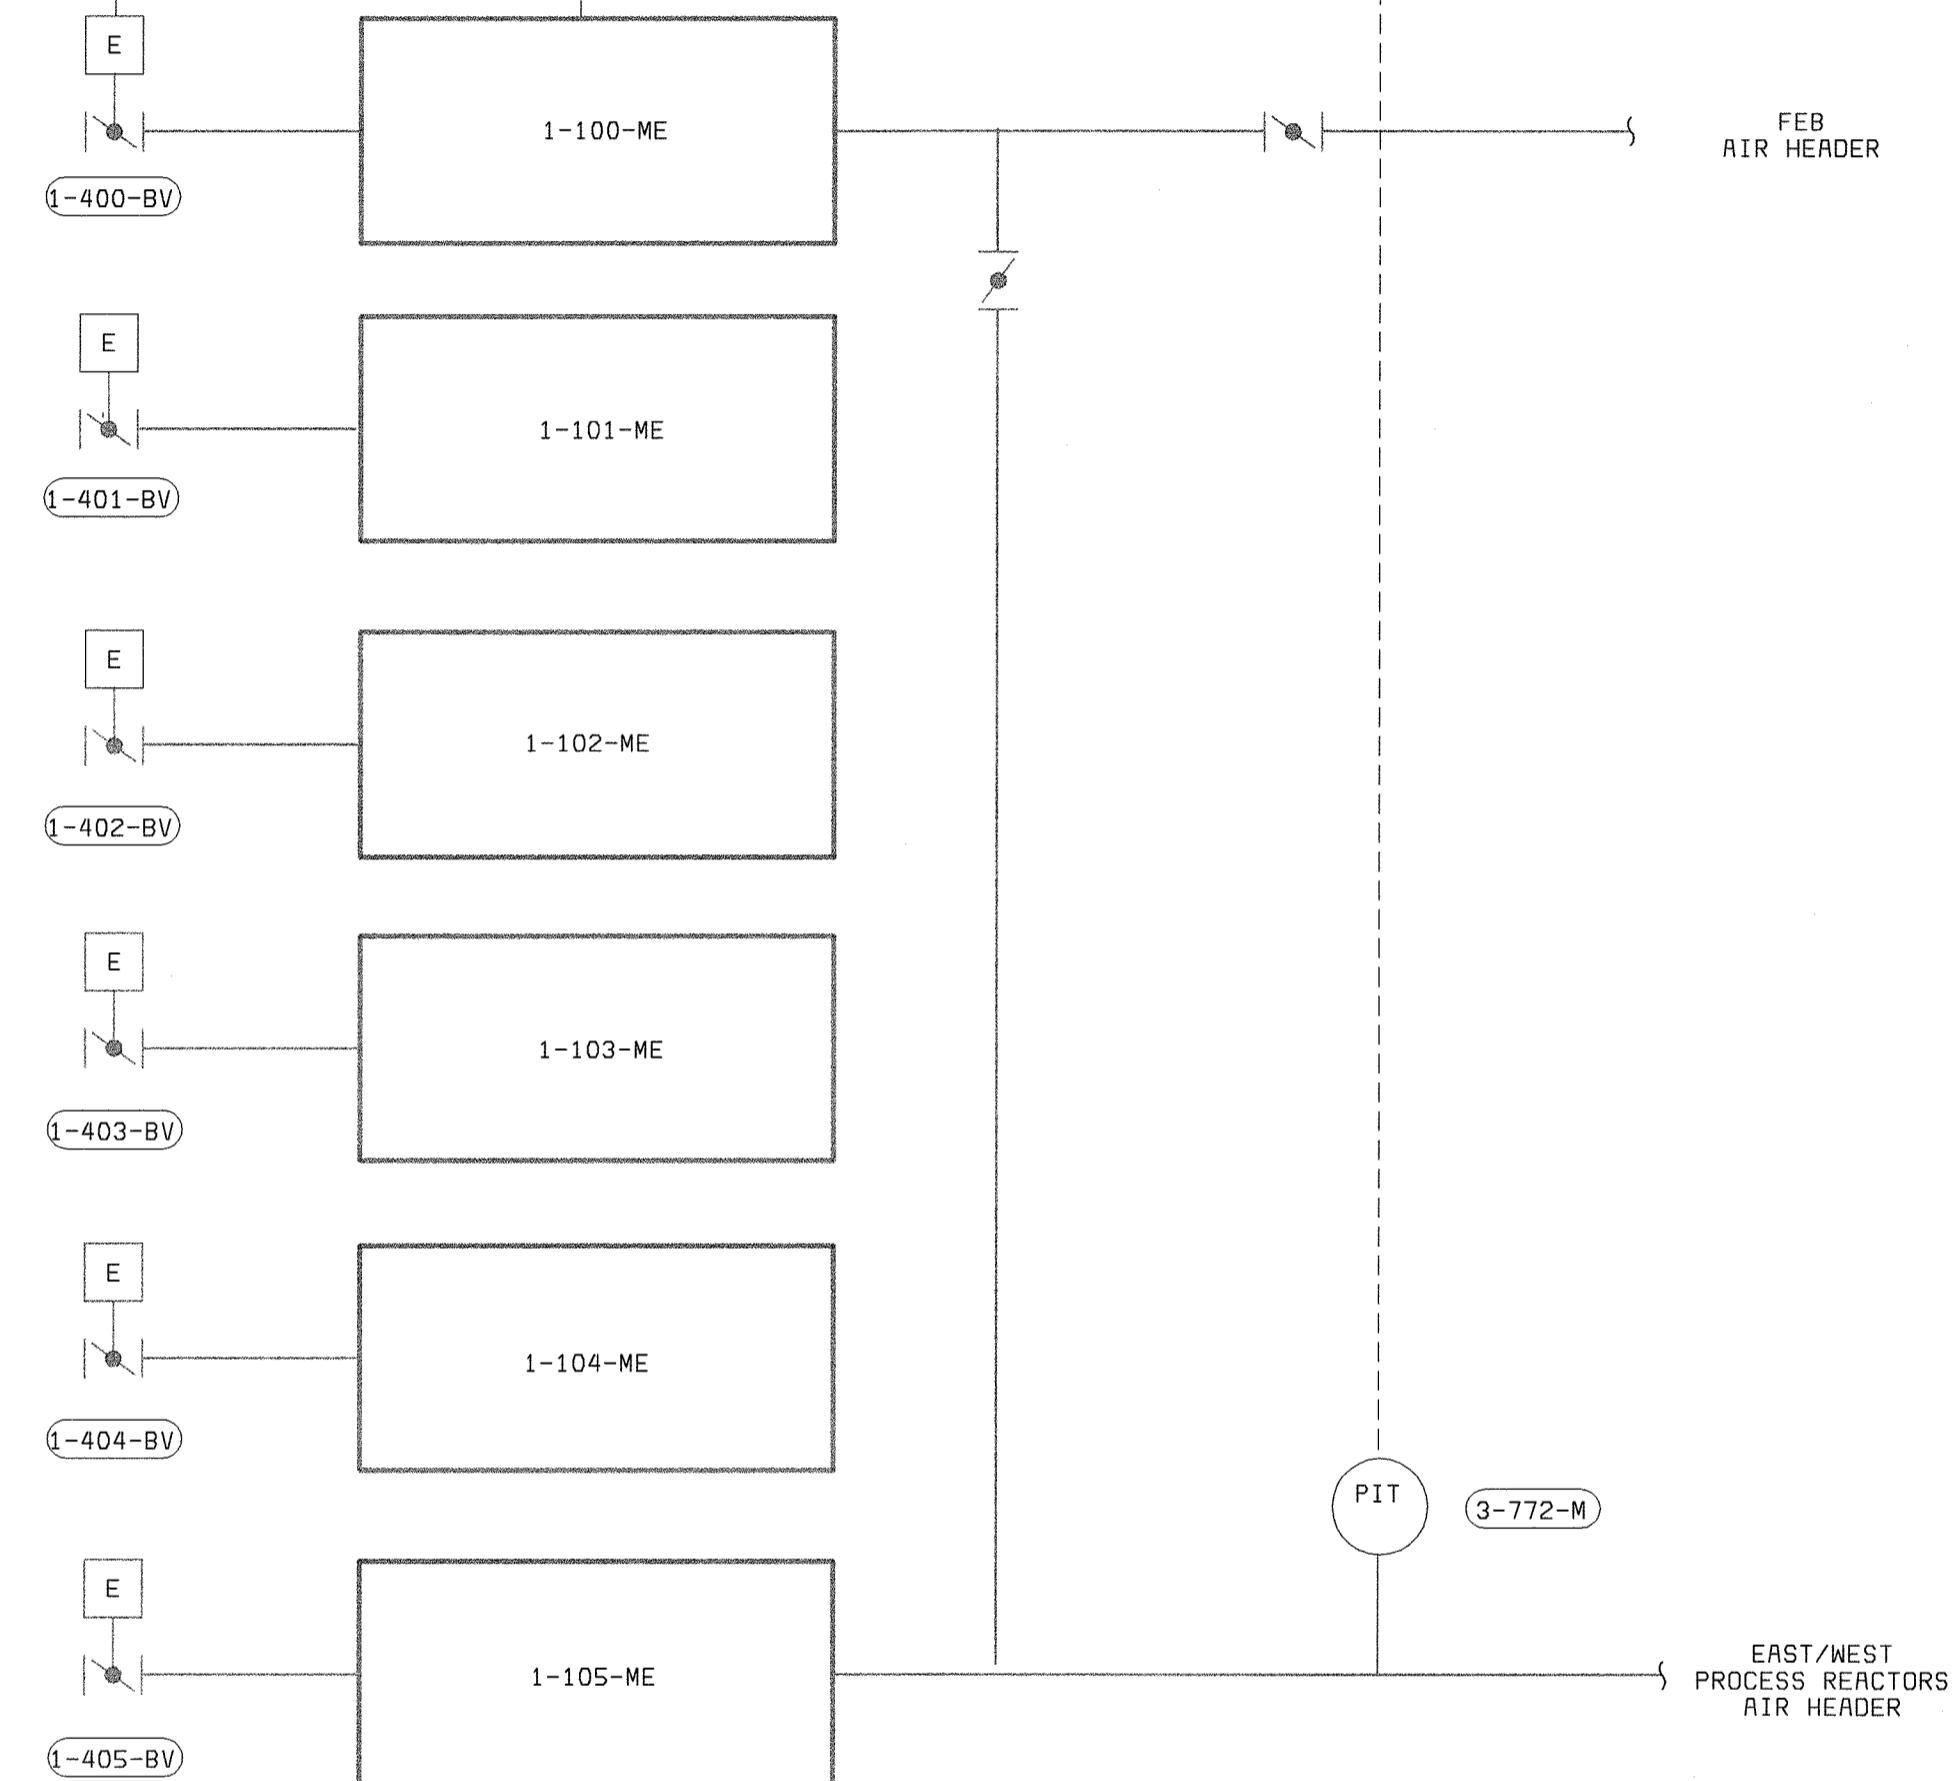 E
1-100-ME
FEB
AIR HEADER
1-400-BV
E
1-101-ME
1-401-BV
E
1-102-ME
1-402-BV
E
1-103-ME
1-403-BV
E
1-104-ME
1-404-BV
PIT
3-772-M
E
1-105-ME
EAST/WEST
PROCESS REACTORS
AIR HEADER
1-405-BV